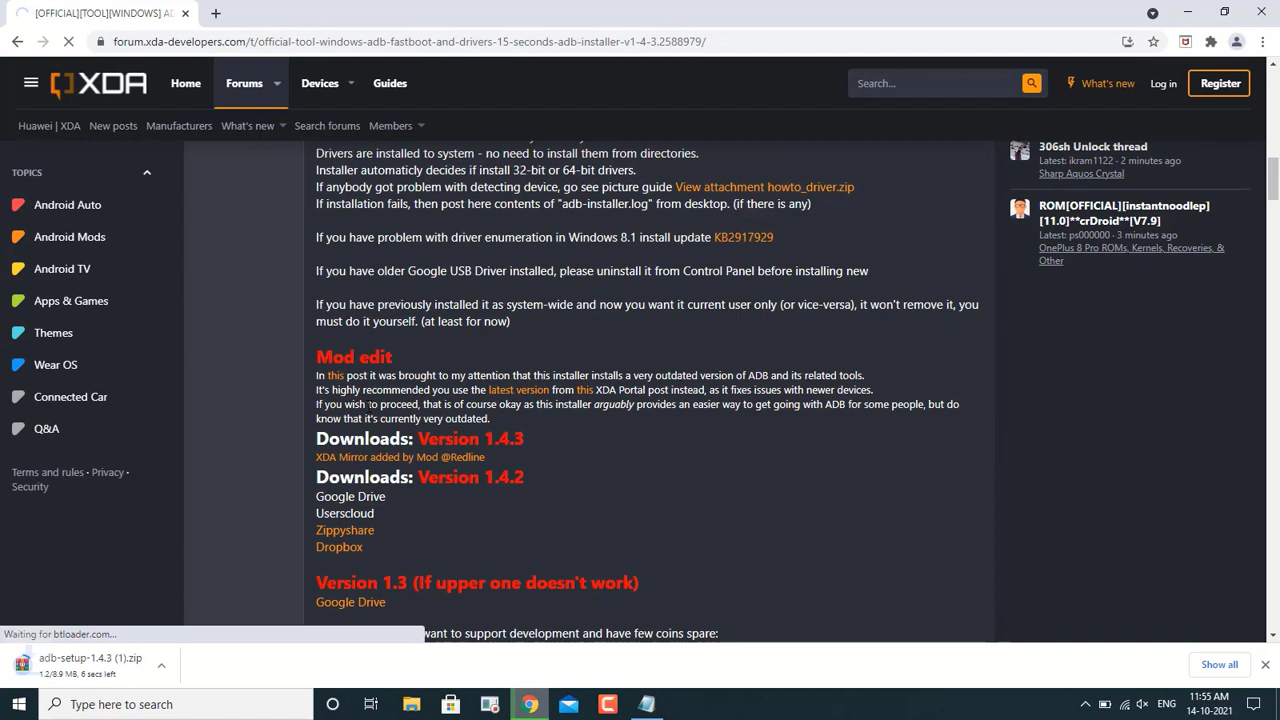 [OFFICIAL][TOOL][WINDOWS] AD
forum.xda-developers.com/t/official-tool-windows-adb-fastboot-and-drivers-15-seconds-adb-installer-v1-4-3.2588979/
XDA
Home
Forums
Devices
Guides
Search...
What's new
Log in
Register
Huawei | XDA
New posts
Manufacturers
What's new
Search forums
Members
TOPICS
Android Auto
Android Mods
Android TV
Apps & Games
Themes
Wear OS
Connected Car
Q&A
Terms and rules · Privacy ·
Security
Drivers are installed to system - no need to install them from directories.
Installer automaticly decides if install 32-bit or 64-bit drivers.
If anybody got problem with detecting device, go see picture guide View attachment howto_driver.zip
If installation fails, then post here contents of "adb-installer.log" from desktop. (if there is any)
If you have problem with driver enumeration in Windows 8.1 install update KB2917929
If you have older Google USB Driver installed, please uninstall it from Control Panel before installing new
If you have previously installed it as system-wide and now you want it current user only (or vice-versa), it won't remove it, you
must do it yourself. (at least for now)
Mod edit
In this post it was brought to my attention that this installer installs a very outdated version of ADB and its related tools.
It's highly recommended you use the latest version from this XDA Portal post instead, as it fixes issues with newer devices.
If you wish to proceed, that is of course okay as this installer arguably provides an easier way to get going with ADB for some people, but do
know that it's currently very outdated.
Downloads: Version 1.4.3
XDA Mirror added by Mod @Redline
Downloads: Version 1.4.2
Google Drive
Userscloud
Zippyshare
Dropbox
Version 1.3 (If upper one doesn't work)
Google Drive
want to support development and have few coins spare:
306sh Unlock thread
Latest: ikram1122 · 2 minutes ago
Sharp Aquos Crystal
ROM[OFFICIAL][instantnoodlep]
[11.0]**crDroid**[V7.9]
Latest: ps000000 · 3 minutes ago
OnePlus 8 Pro ROMs, Kernels, Recoveries, &
Other
Waiting for btloader.com...
adb-setup-1.4.3 (1).zip
1.2/8.9 MB, 6 secs left
Show all
Type here to search
ENG
11:55 AM
14-10-2021